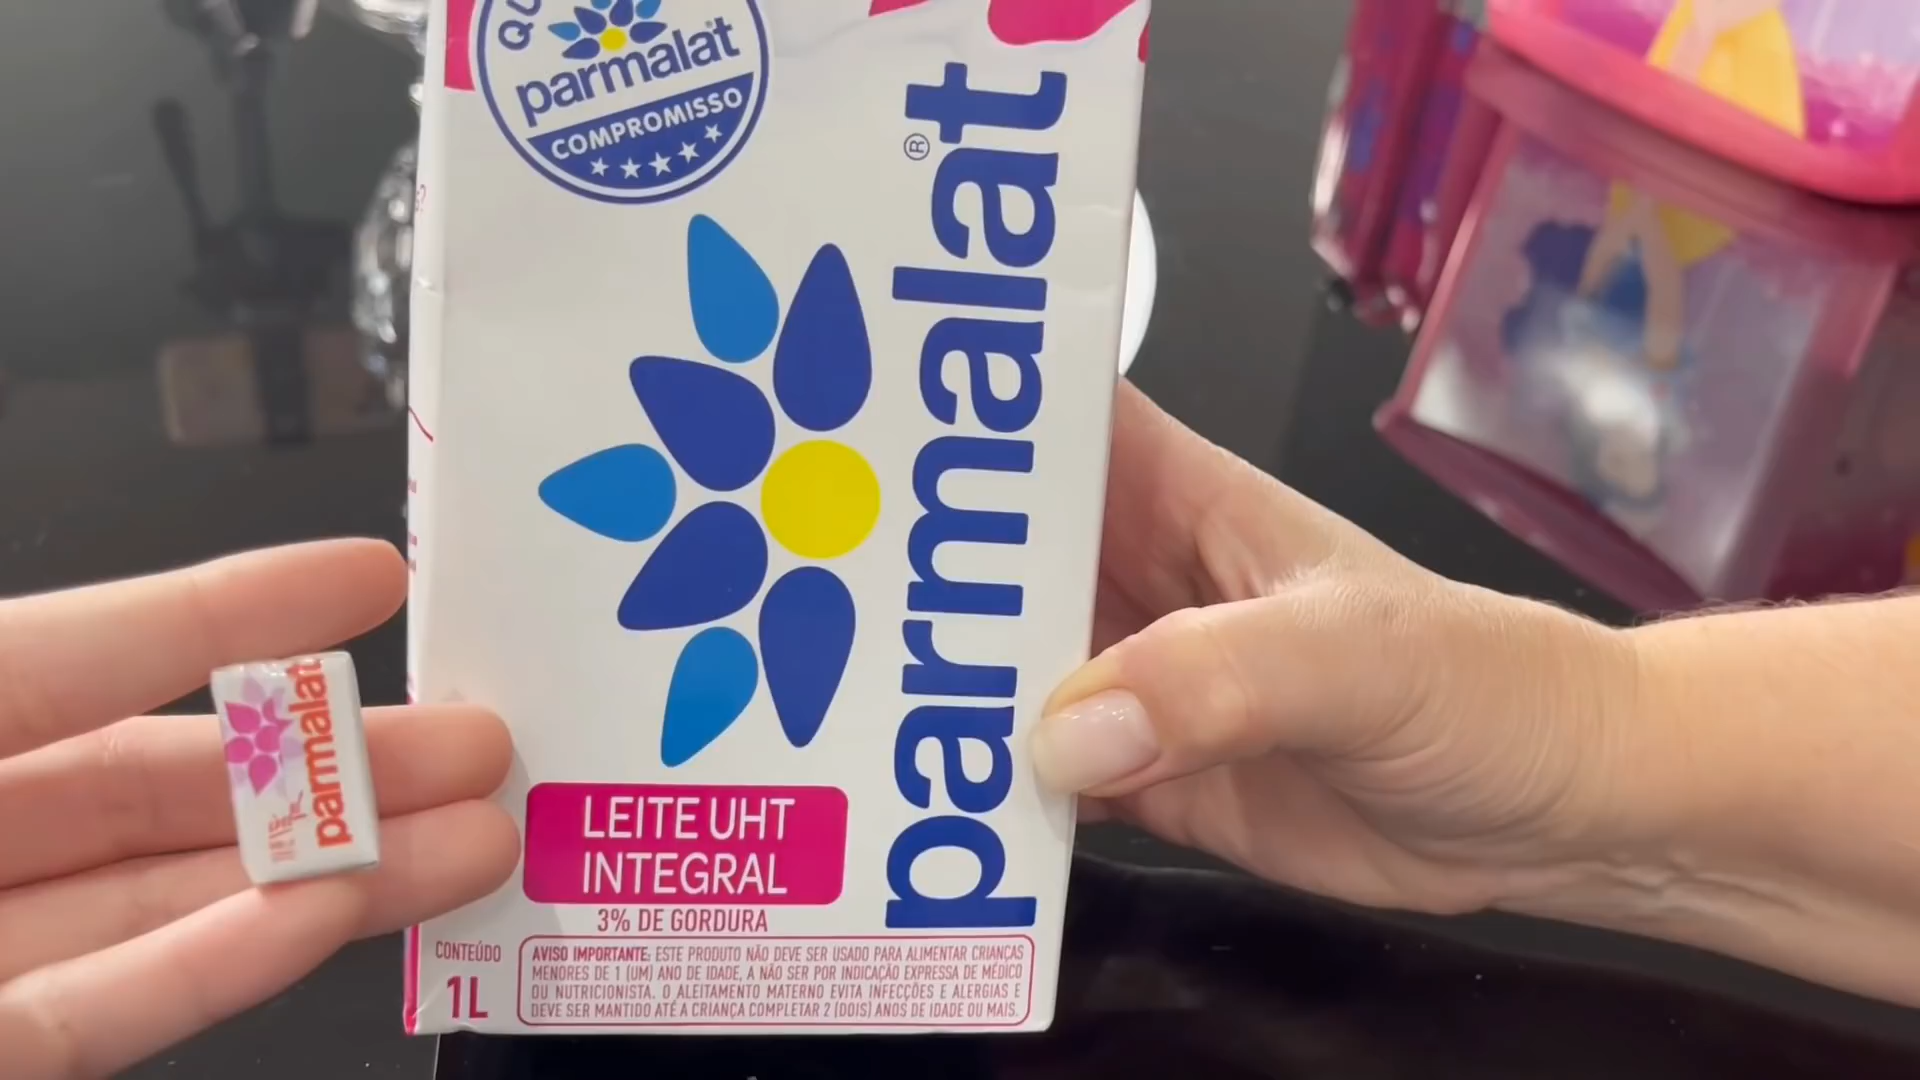 parmalat
COMPROMISSO
parmalat®
LEITE UHT
INTEGRAL
3% DE GORDURA
CONTEÚDO
1L
AVISO IMPORTANTE: ESTE PRODUTO NÃO DEVE SER USADO PARA ALIMENTAR CRIANÇAS
MENORES DE 1 (UM) ANO DE IDADE, A NÃO SER POR INDICAÇÃO EXPRESSA DE MÉDICO
OU NUTRICIONISTA. O ALEITAMENTO MATERNO EVITA INFECÇÕES E ALERGIAS E
DEVE SER MANTIDO ATÉ A CRIANÇA COMPLETAR 2 (DOIS) ANOS DE IDADE OU MAIS.
parmalat